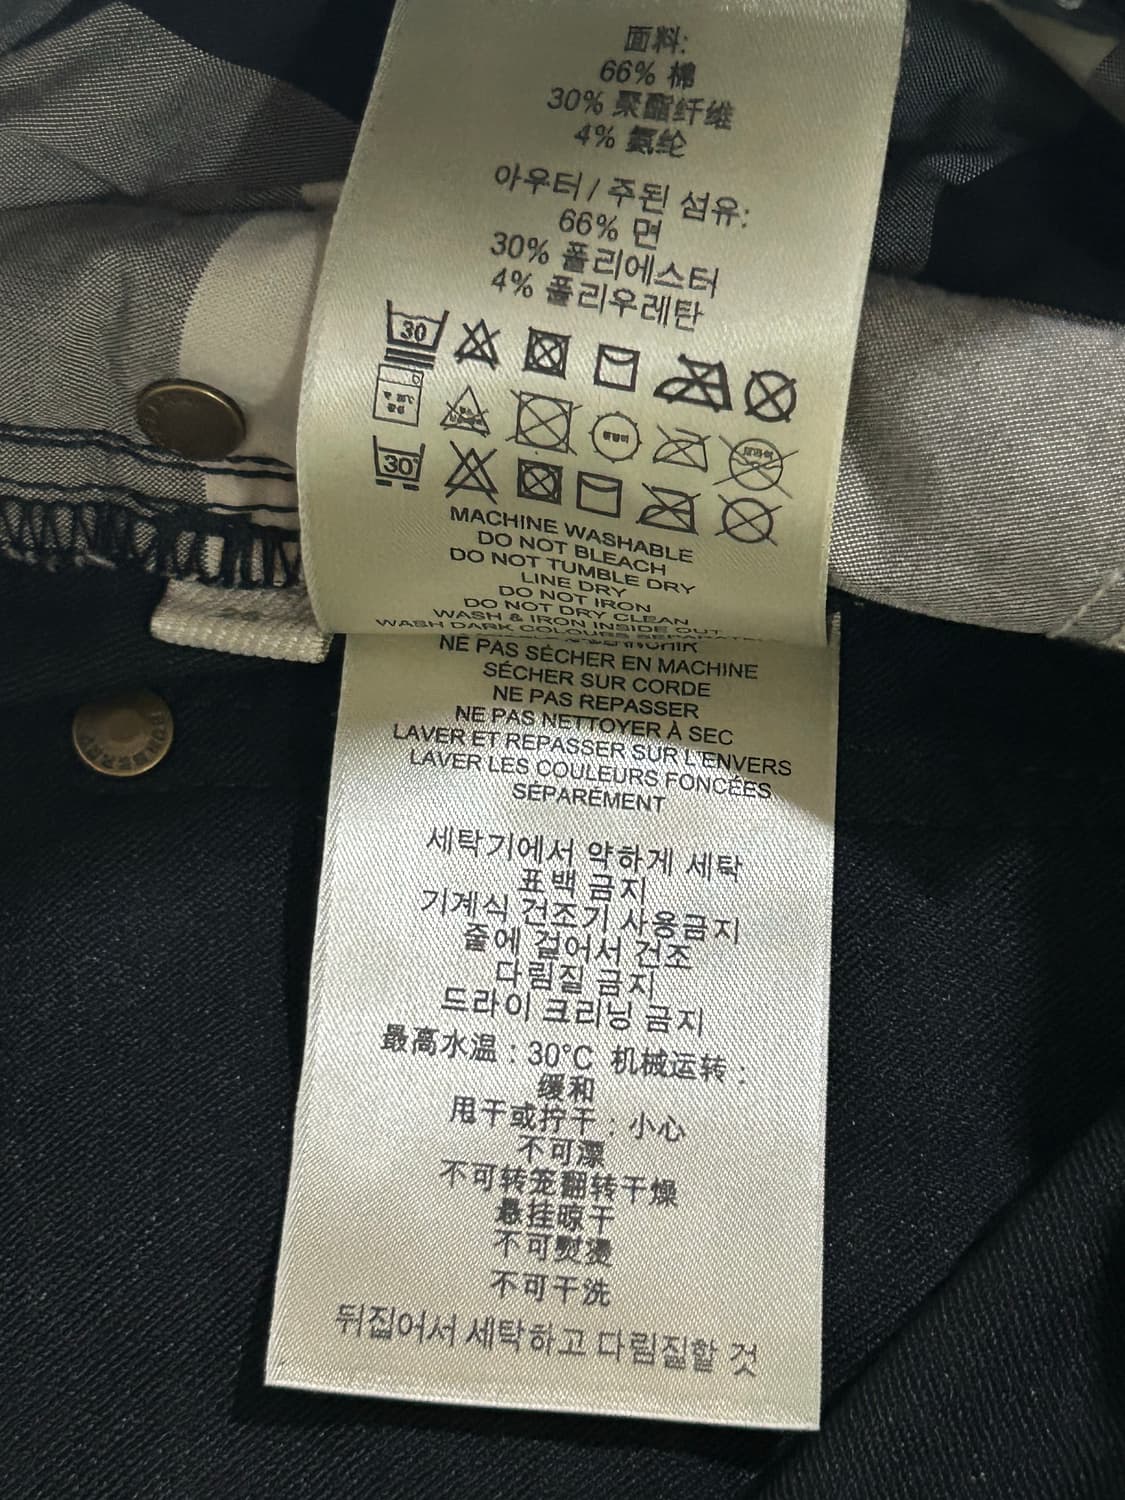 面料:
66% 棉
30% 聚酯纤维
4% 氨纶
아우터 / 주된 섬유:
66% 면
30% 폴리에스터
4% 폴리우레탄
30
30
MACHINE WASHABLE
DO NOT BLEACH
DO NOT TUMBLE DRY
LINE DRY
DO NOT IRON
DO NOT DRY CLEAN
WASH & IRON INSIDE OUT
WASH DARK COLOURS SEPARATELY
NE PAS SÉCHER EN MACHINE
SÉCHER SUR CORDE
NE PAS REPASSER
NE PAS NETTOYER À SEC
LAVER ET REPASSER SUR L'ENVERS
LAVER LES COULEURS FONCÉES
SÉPARÉMENT
세탁기에서 약하게 세탁
표백 금지
기계식 건조기 사용금지
줄에 걸어서 건조
다림질 금지
드라이 크리닝 금지
最高水温 : 30°C 机械运转 :
缓和
甩干或拧干 : 小心
不可漂
不可转笼翻转干燥
悬挂晾干
不可熨烫
不可干洗
뒤집어서 세탁하고 다림질할 것
BURBERRY